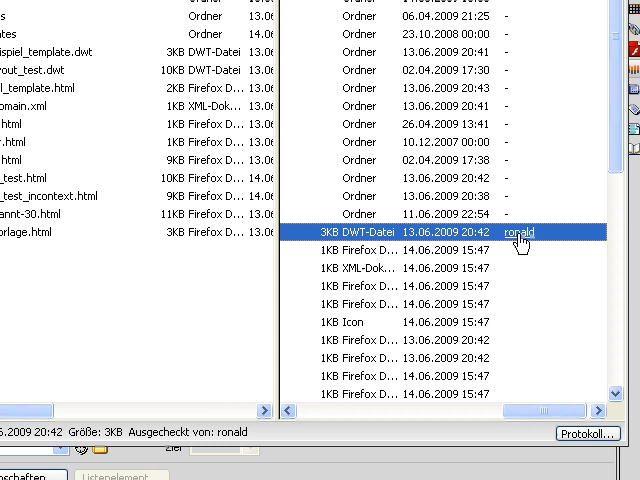 Ordner 13.06 Ordner
s Ordner 13.06 Ordner 06.04.2009 21:25 -
ates Ordner 14.06 Ordner 23.10.2008 00:00 -
ispiel_template.dwt 3KB DWT-Datei 13.06 Ordner 13.06.2009 20:41 -
yout_test.dwt 10KB DWT-Datei 13.06 Ordner 02.04.2009 17:30 -
l_template.html 2KB Firefox D... 13.06 Ordner 13.06.2009 20:43 -
omain.xml 1KB XML-Dok... 13.06 Ordner 13.06.2009 20:41 -
.html 1KB Firefox D... 13.06 Ordner 26.04.2009 13:41 -
r.html 1KB Firefox D... 13.06 Ordner 10.12.2007 00:00 -
.html 9KB Firefox D... 13.06 Ordner 02.04.2009 17:38 -
_test.html 10KB Firefox D... 14.06 Ordner 13.06.2009 20:42 -
_test_incontext.html 9KB Firefox D... 14.06 Ordner 13.06.2009 20:38 -
annt-30.html 11KB Firefox D... 13.06 Ordner 11.06.2009 22:54 -
orlage.html 3KB Firefox D... 13.06 3KB DWT-Datei 13.06.2009 20:42 ronald
1KB Firefox D... 14.06.2009 15:47
1KB XML-Dok... 14.06.2009 15:47
1KB Firefox D... 14.06.2009 15:47
1KB Firefox D... 14.06.2009 15:47
1KB Icon 14.06.2009 15:47
1KB Firefox D... 13.06.2009 20:42
1KB Firefox D... 13.06.2009 20:42
1KB Firefox D... 14.06.2009 15:47
1KB Firefox D... 14.06.2009 15:47
6.2009 20:42 Größe: 3KB Ausgecheckt von: ronald
Protokoll...
Ziel
nschaften... Listenelement...